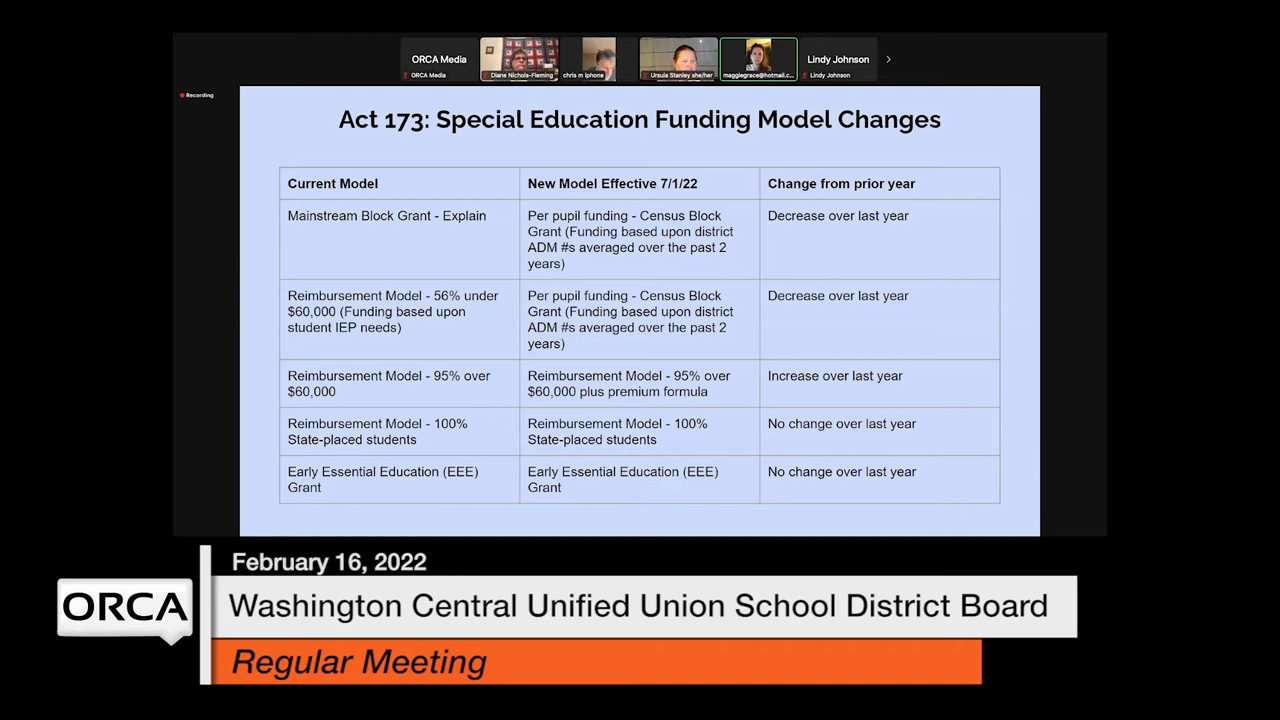 ORCA Media
Lindy Johnson
ORCA Media
Diane Nichols-Fleming
chris m iphone
Ursula Stanley she/her
maggiegrace@hotmail.c...
Lindy Johnson
Recording
Act 173: Special Education Funding Model Changes
Current Model
New Model Effective 7/1/22
Change from prior year
Mainstream Block Grant - Explain
Per pupil funding - Census Block
Grant (Funding based upon district
ADM #s averaged over the past 2
years)
Decrease over last year
Reimbursement Model - 56% under
$60,000 (Funding based upon
student IEP needs)
Per pupil funding - Census Block
Grant (Funding based upon district
ADM #s averaged over the past 2
years)
Decrease over last year
Reimbursement Model - 95% over
$60,000
Reimbursement Model - 95% over
$60,000 plus premium formula
Increase over last year
Reimbursement Model - 100%
State-placed students
Reimbursement Model - 100%
State-placed students
No change over last year
Early Essential Education (EEE)
Grant
Early Essential Education (EEE)
Grant
No change over last year
February 16, 2022
ORCA
Washington Central Unified Union School District Board
Regular Meeting